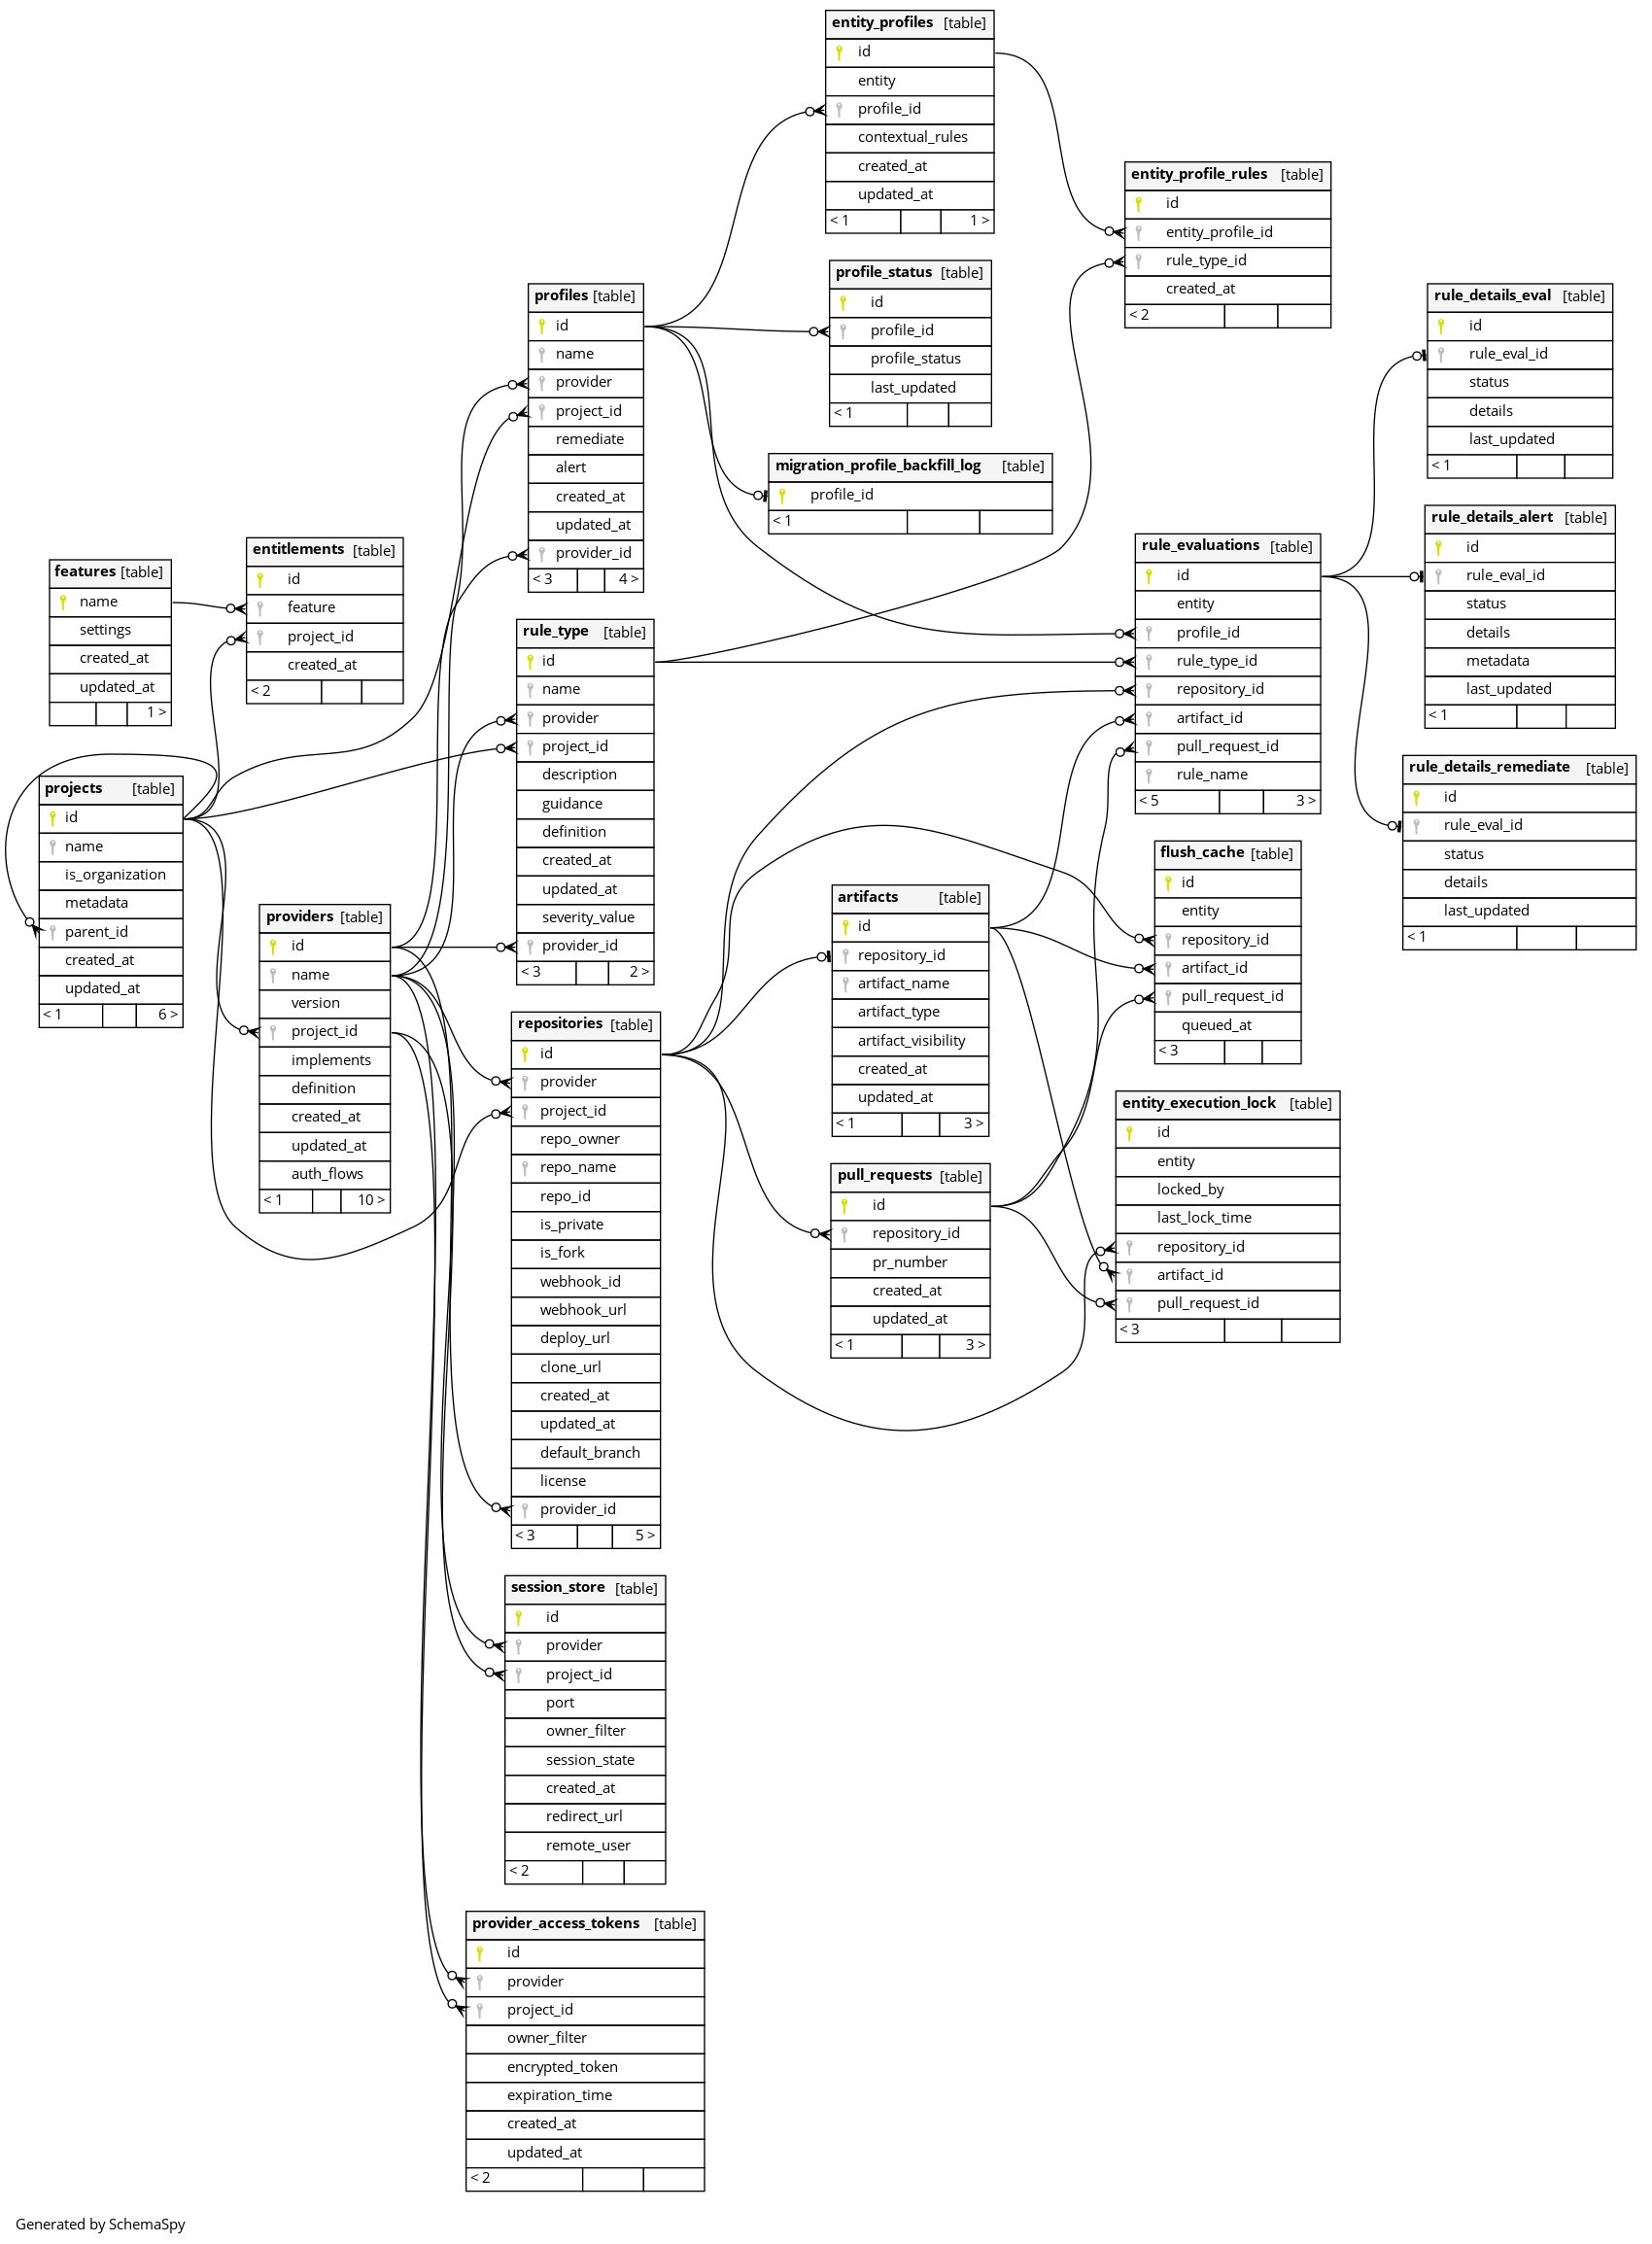 entity_profiles [table]
id
entity
profile_id
contextual_rules
created_at
updated_at
< 1 1 >
entity_profile_rules [table]
id
entity_profile_id
rule_type_id
created_at
< 2
profile_status [table]
id
profile_id
profile_status
last_updated
< 1
profiles [table]
id
name
provider
project_id
remediate
alert
created_at
updated_at
provider_id
< 3 4 >
rule_details_eval [table]
id
rule_eval_id
status
details
last_updated
< 1
migration_profile_backfill_log [table]
profile_id
< 1
rule_details_alert [table]
id
rule_eval_id
status
details
metadata
last_updated
< 1
rule_evaluations [table]
id
entity
profile_id
rule_type_id
repository_id
artifact_id
pull_request_id
rule_name
< 5 3 >
entitlements [table]
id
feature
project_id
created_at
< 2
features [table]
name
settings
created_at
updated_at
1 >
rule_type [table]
id
name
provider
project_id
description
guidance
definition
created_at
updated_at
severity_value
provider_id
< 3 2 >
rule_details_remediate [table]
id
rule_eval_id
status
details
last_updated
< 1
projects [table]
id
name
is_organization
metadata
parent_id
created_at
updated_at
< 1 6 >
flush_cache [table]
id
entity
repository_id
artifact_id
pull_request_id
queued_at
< 3
artifacts [table]
id
repository_id
artifact_name
artifact_type
artifact_visibility
created_at
updated_at
< 1 3 >
providers [table]
id
name
version
project_id
implements
definition
created_at
updated_at
auth_flows
< 1 10 >
repositories [table]
id
provider
project_id
repo_owner
repo_name
repo_id
is_private
is_fork
webhook_id
webhook_url
deploy_url
clone_url
created_at
updated_at
default_branch
license
provider_id
< 3 5 >
entity_execution_lock [table]
id
entity
locked_by
last_lock_time
repository_id
artifact_id
pull_request_id
< 3
pull_requests [table]
id
repository_id
pr_number
created_at
updated_at
< 1 3 >
session_store [table]
id
provider
project_id
port
owner_filter
session_state
created_at
redirect_url
remote_user
< 2
provider_access_tokens [table]
id
provider
project_id
owner_filter
encrypted_token
expiration_time
created_at
updated_at
< 2
Generated by SchemaSpy